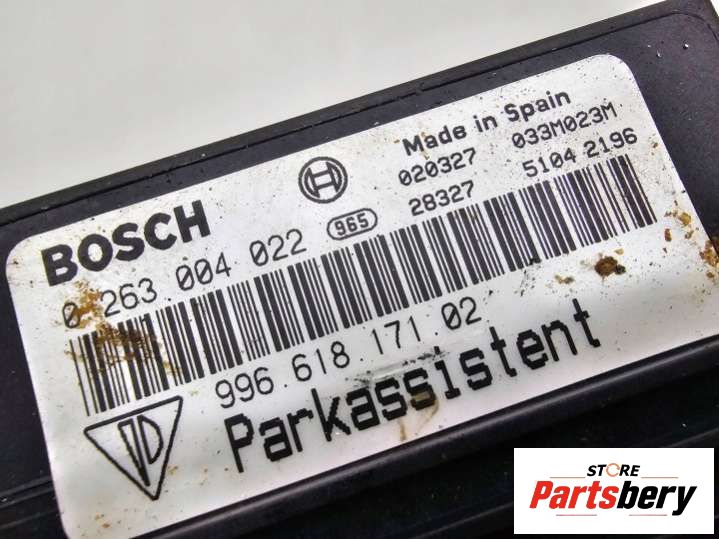 Made in Spain
020327 033M023M
28327 5104 2196
BOSCH
0 263 004 022 965
996.618.171.02
Parkassistent
STORE
Partsbery